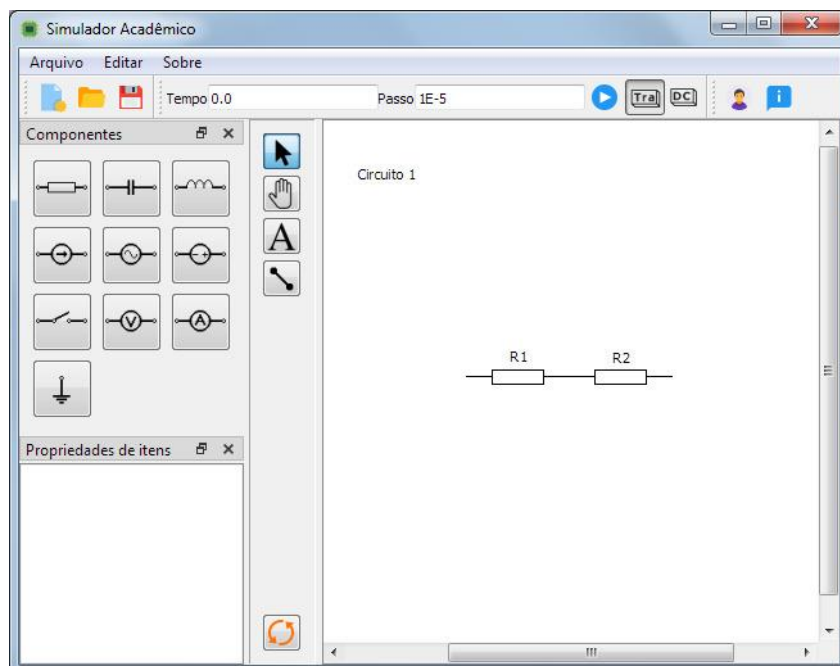 Simulador Acadêmico
Arquivo Editar Sobre
Tempo 0.0 Passo 1E-5 Tra DC i
Componentes
V A
A
Propriedades de itens
Circuito 1
R1 R2